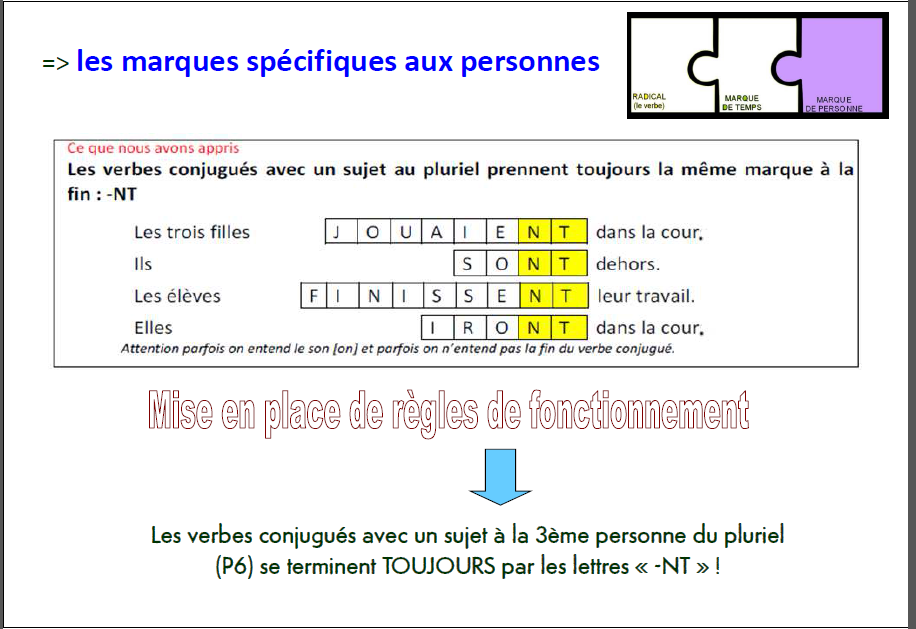 => les marques spécifiques aux personnes
RADICAL
(le verbe)
MARQUE
DE TEMPS
MARQUE
DE PERSONNE
Ce que nous avons appris
Les verbes conjugués avec un sujet au pluriel prennent toujours la même marque à la
fin : -NT
Les trois filles J O U A I E N T dans la cour.
Ils S O N T dehors.
Les élèves F I N I S S E N T leur travail.
Elles I R O N T dans la cour.
Attention parfois on entend le son [on] et parfois on n'entend pas la fin du verbe conjugué.
Mise en place de règles de fonctionnement
Les verbes conjugués avec un sujet à la 3ème personne du pluriel
(P6) se terminent TOUJOURS par les lettres « -NT » !